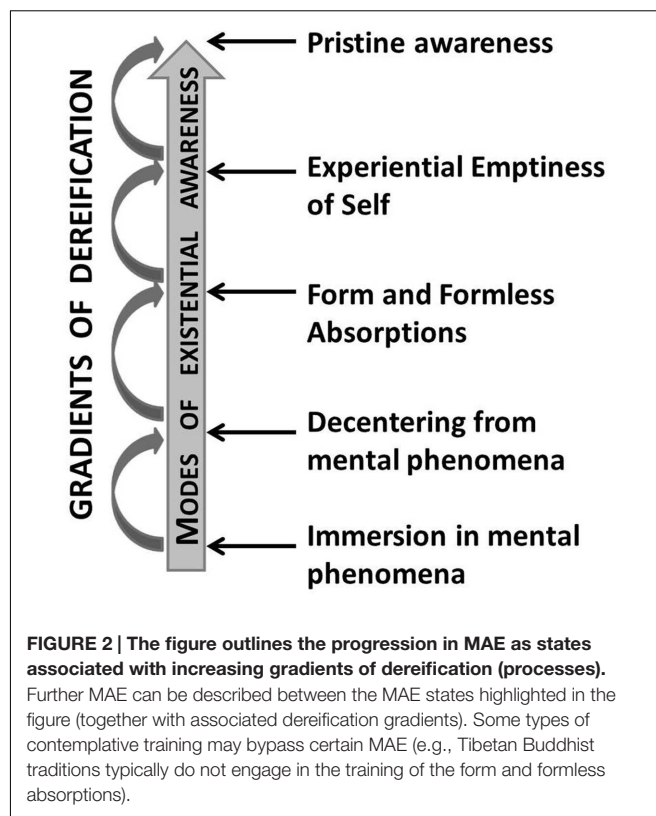 GRADIENTS OF DEREIFICATION
MODES OF EXISTENTIAL AWARENESS
Pristine awareness
Experiential Emptiness
of Self
Form and Formless
Absorptions
Decentering from
mental phenomena
Immersion in mental
phenomena
FIGURE 2 | The figure outlines the progression in MAE as states
associated with increasing gradients of dereification (processes).
Further MAE can be described between the MAE states highlighted in the
figure (together with associated dereification gradients). Some types of
contemplative training may bypass certain MAE (e.g., Tibetan Buddhist
traditions typically do not engage in the training of the form and formless
absorptions).